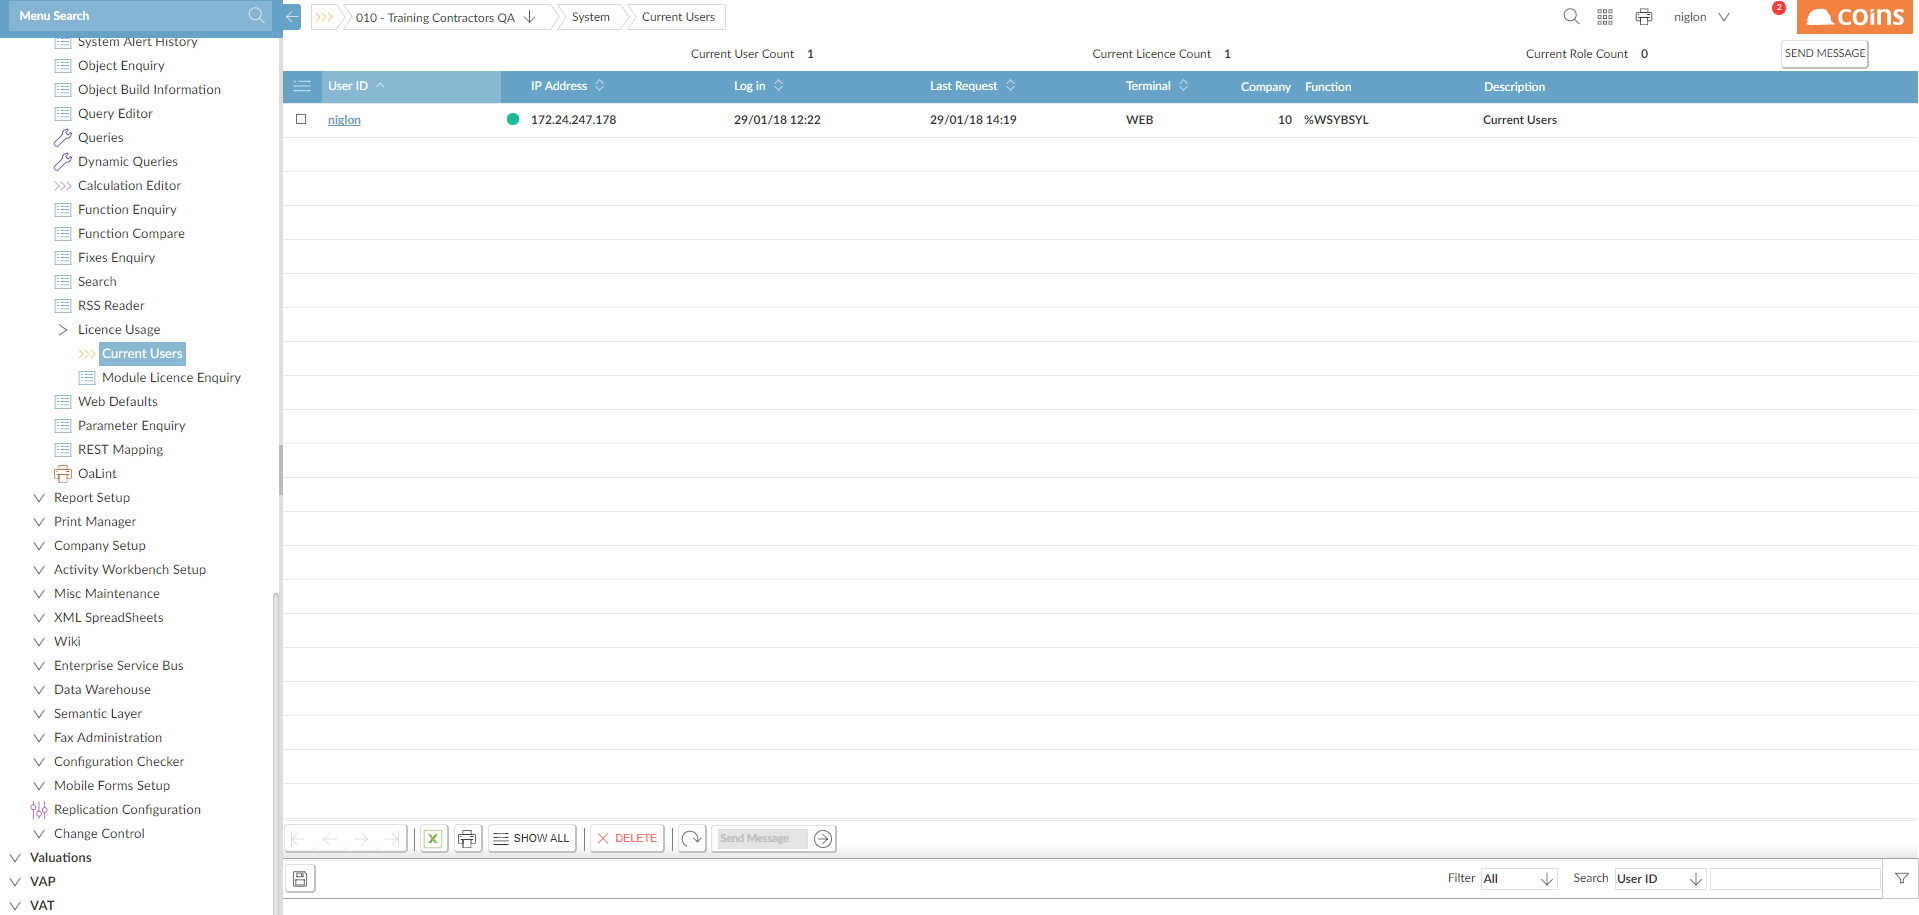 Menu Search
010 - Training Contractors QA
System
Current Users
niglon
2
coins
Current User Count 1
Current Licence Count 1
Current Role Count 0
SEND MESSAGE
User ID
IP Address
Log in
Last Request
Terminal
Company
Function
Description
niglon
172.24.247.178
29/01/18 12:22
29/01/18 14:19
WEB
10
%WSYBSYL
Current Users
System Alert History
Object Enquiry
Object Build Information
Query Editor
Queries
Dynamic Queries
Calculation Editor
Function Enquiry
Function Compare
Fixes Enquiry
Search
RSS Reader
Licence Usage
Current Users
Module Licence Enquiry
Web Defaults
Parameter Enquiry
REST Mapping
OaLint
Report Setup
Print Manager
Company Setup
Activity Workbench Setup
Misc Maintenance
XML SpreadSheets
Wiki
Enterprise Service Bus
Data Warehouse
Semantic Layer
Fax Administration
Configuration Checker
Mobile Forms Setup
Replication Configuration
Change Control
Valuations
VAP
VAT
SHOW ALL
DELETE
Send Message
Filter All
Search User ID